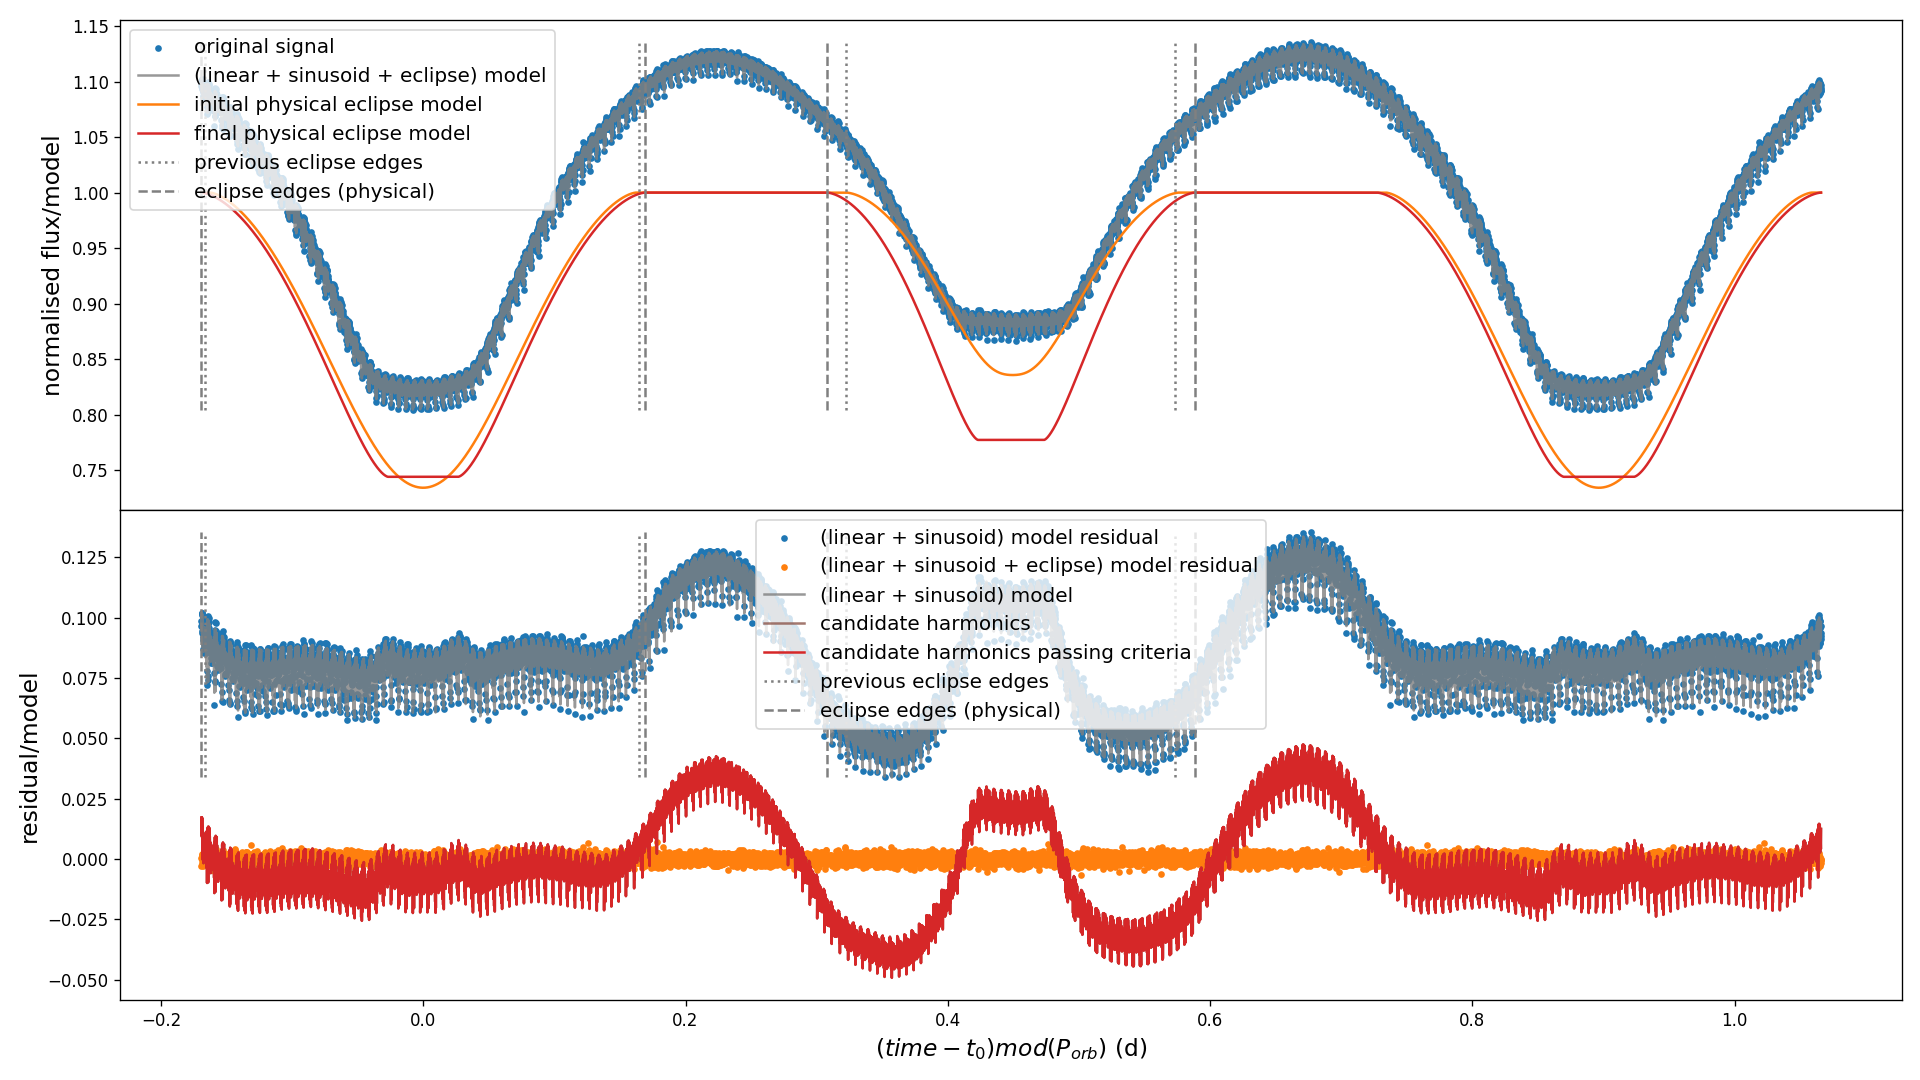 normalised flux/model
1.15
1.10
1.05
1.00
0.95
0.90
0.85
0.80
0.75
original signal
(linear + sinusoid + eclipse) model
initial physical eclipse model
final physical eclipse model
previous eclipse edges
eclipse edges (physical)
residual/model
0.125
0.100
0.075
0.050
0.025
0.000
−0.025
−0.050
(linear + sinusoid) model residual
(linear + sinusoid + eclipse) model residual
(linear + sinusoid) model
candidate harmonics
candidate harmonics passing criteria
previous eclipse edges
eclipse edges (physical)
−0.2 0.0 0.2 0.4 0.6 0.8 1.0
(time − t₀)mod(P_orb) (d)